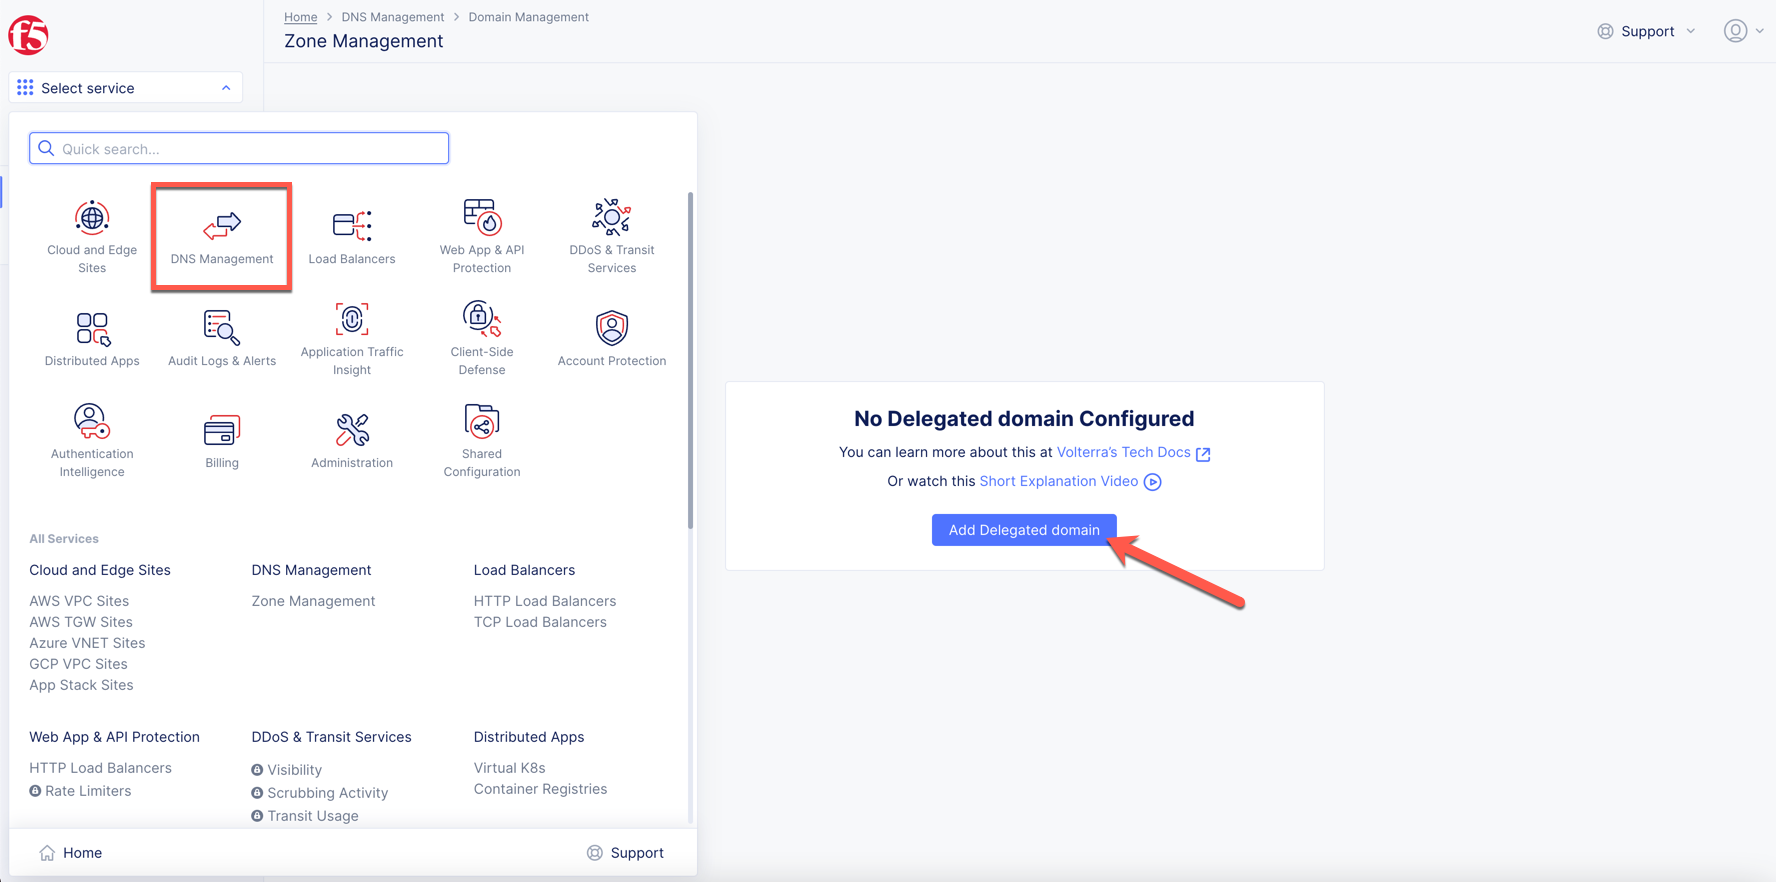 f5
Home > DNS Management > Domain Management
Zone Management
Support
Select service
Quick search...
Cloud and Edge
Sites
DNS Management
Load Balancers
Web App & API
Protection
DDoS & Transit
Services
Distributed Apps
Audit Logs & Alerts
Application Traffic
Insight
Client-Side
Defense
Account Protection
Authentication
Intelligence
Billing
Administration
Shared
Configuration
All Services
Cloud and Edge Sites
AWS VPC Sites
AWS TGW Sites
Azure VNET Sites
GCP VPC Sites
App Stack Sites
DNS Management
Zone Management
Load Balancers
HTTP Load Balancers
TCP Load Balancers
Web App & API Protection
HTTP Load Balancers
Rate Limiters
DDoS & Transit Services
Visibility
Scrubbing Activity
Transit Usage
Distributed Apps
Virtual K8s
Container Registries
Home
Support
No Delegated domain Configured
You can learn more about this at Volterra's Tech Docs
Or watch this Short Explanation Video
Add Delegated domain